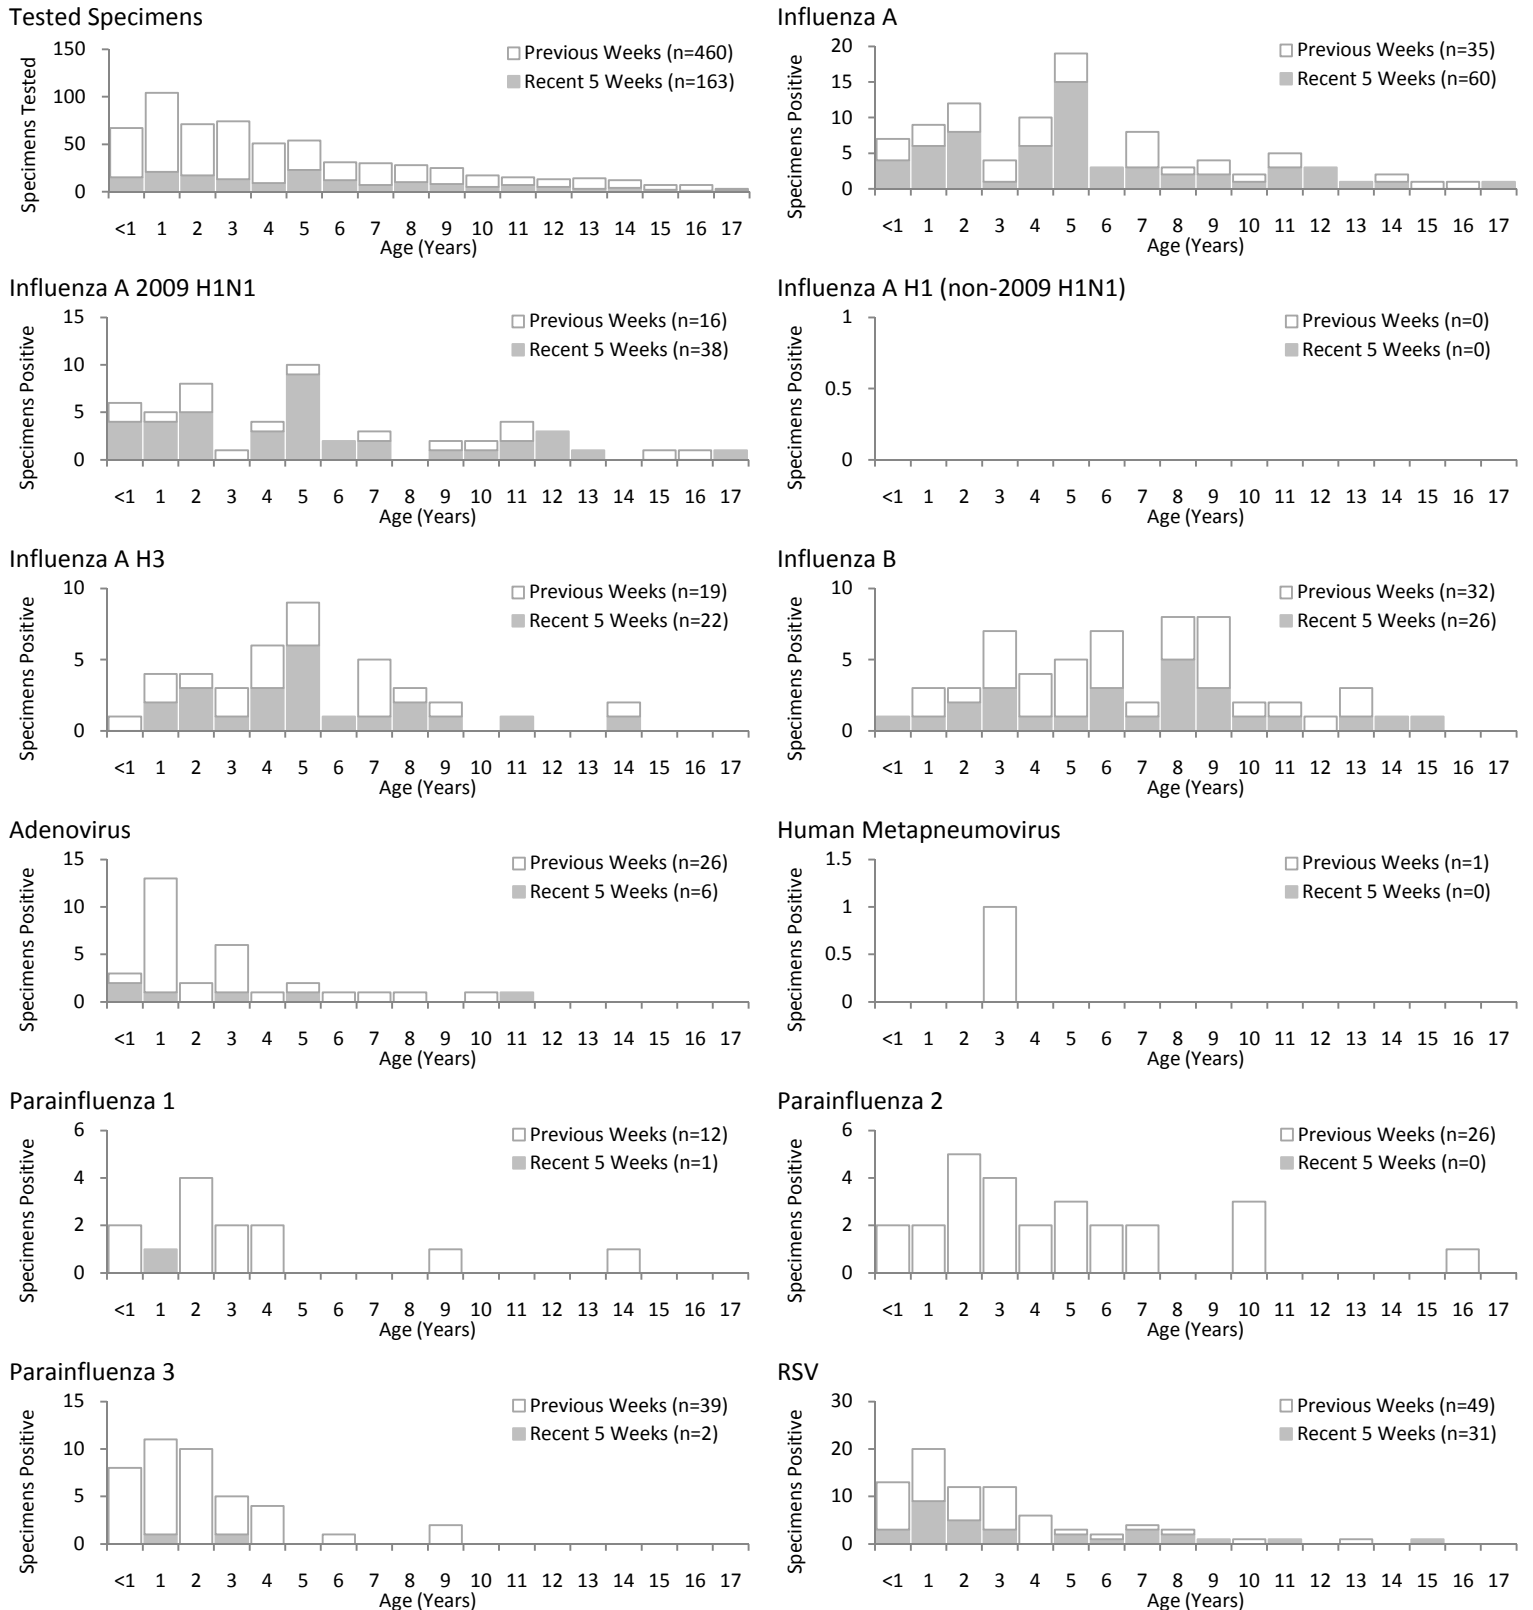 Tested Specimens
Specimens Tested
150
100
50
0
Previous Weeks (n=460)
Recent 5 Weeks (n=163)
<1 1 2 3 4 5 6 7 8 9 10 11 12 13 14 15 16 17
Age (Years)
Influenza A
Specimens Positive
20
15
10
5
0
Previous Weeks (n=35)
Recent 5 Weeks (n=60)
<1 1 2 3 4 5 6 7 8 9 10 11 12 13 14 15 16 17
Age (Years)
Influenza A 2009 H1N1
Specimens Positive
15
10
5
0
Previous Weeks (n=16)
Recent 5 Weeks (n=38)
<1 1 2 3 4 5 6 7 8 9 10 11 12 13 14 15 16 17
Age (Years)
Influenza A H1 (non-2009 H1N1)
Specimens Positive
1
0.5
0
Previous Weeks (n=0)
Recent 5 Weeks (n=0)
<1 1 2 3 4 5 6 7 8 9 10 11 12 13 14 15 16 17
Age (Years)
Influenza A H3
Specimens Positive
10
5
0
Previous Weeks (n=19)
Recent 5 Weeks (n=22)
<1 1 2 3 4 5 6 7 8 9 10 11 12 13 14 15 16 17
Age (Years)
Influenza B
Specimens Positive
10
5
0
Previous Weeks (n=32)
Recent 5 Weeks (n=26)
<1 1 2 3 4 5 6 7 8 9 10 11 12 13 14 15 16 17
Age (Years)
Adenovirus
Specimens Positive
15
10
5
0
Previous Weeks (n=26)
Recent 5 Weeks (n=6)
<1 1 2 3 4 5 6 7 8 9 10 11 12 13 14 15 16 17
Age (Years)
Human Metapneumovirus
Specimens Positive
1.5
1
0.5
0
Previous Weeks (n=1)
Recent 5 Weeks (n=0)
<1 1 2 3 4 5 6 7 8 9 10 11 12 13 14 15 16 17
Age (Years)
Parainfluenza 1
Specimens Positive
6
4
2
0
Previous Weeks (n=12)
Recent 5 Weeks (n=1)
<1 1 2 3 4 5 6 7 8 9 10 11 12 13 14 15 16 17
Age (Years)
Parainfluenza 2
Specimens Positive
6
4
2
0
Previous Weeks (n=26)
Recent 5 Weeks (n=0)
<1 1 2 3 4 5 6 7 8 9 10 11 12 13 14 15 16 17
Age (Years)
Parainfluenza 3
Specimens Positive
15
10
5
0
Previous Weeks (n=39)
Recent 5 Weeks (n=2)
<1 1 2 3 4 5 6 7 8 9 10 11 12 13 14 15 16 17
Age (Years)
RSV
Specimens Positive
30
20
10
0
Previous Weeks (n=49)
Recent 5 Weeks (n=31)
<1 1 2 3 4 5 6 7 8 9 10 11 12 13 14 15 16 17
Age (Years)